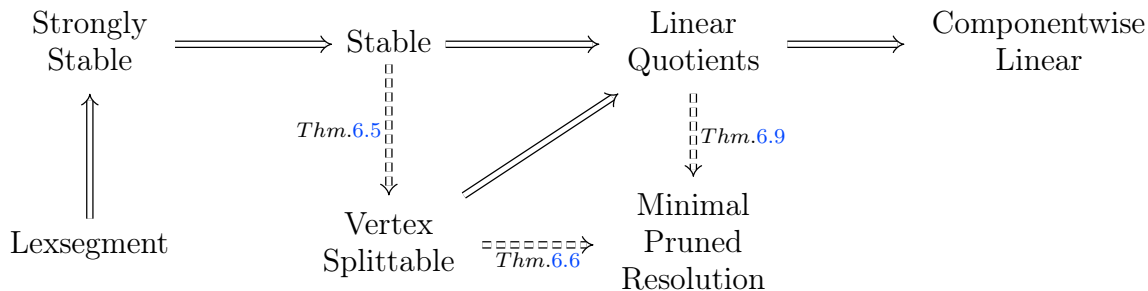 Strongly
Stable
Stable
Linear
Quotients
Componentwise
Linear
Thm.6.5
Thm.6.9
Lexsegment
Vertex
Splittable
Thm.6.6
Minimal
Pruned
Resolution